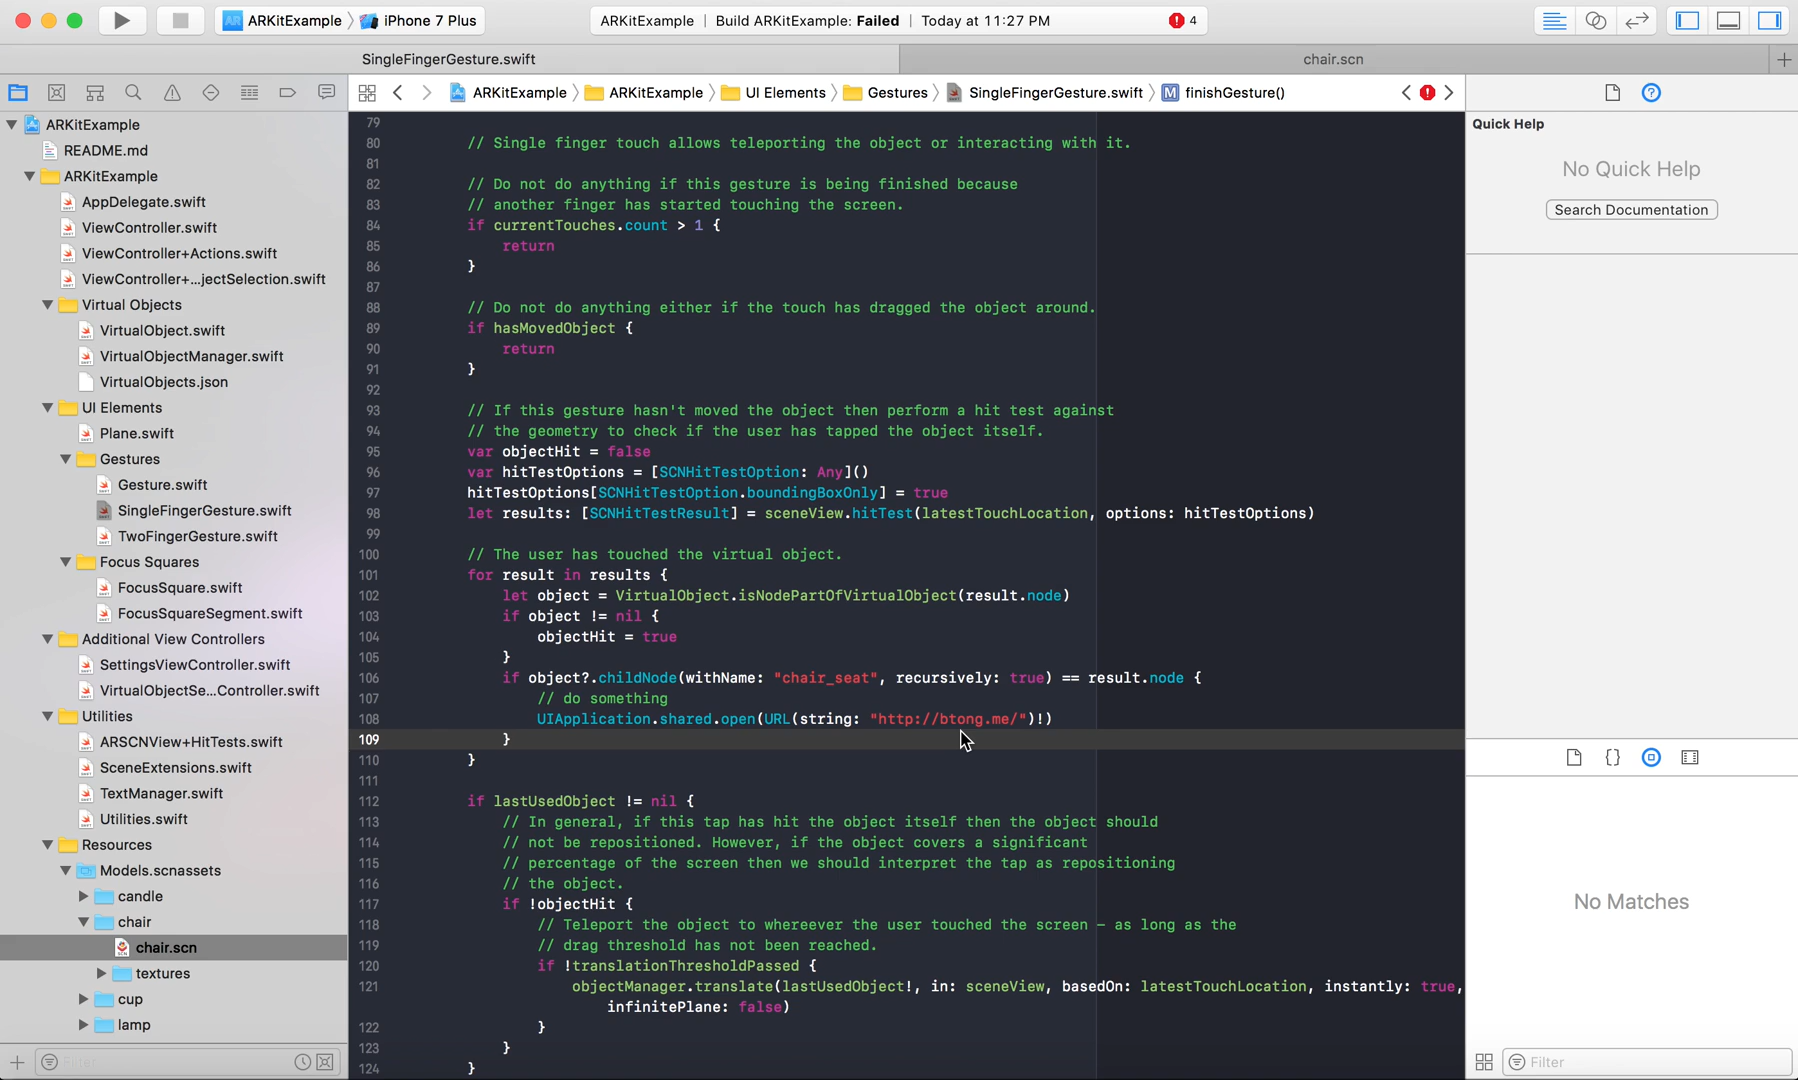 ARKitExample
iPhone 7 Plus
ARKitExample | Build ARKitExample: Failed | Today at 11:27 PM
4
SingleFingerGesture.swift
chair.scn
ARKitExample
ARKitExample
UI Elements
Gestures
SingleFingerGesture.swift
M finishGesture()
ARKitExample
README.md
ARKitExample
AppDelegate.swift
ViewController.swift
ViewController+Actions.swift
ViewController+...jectSelection.swift
Virtual Objects
VirtualObject.swift
VirtualObjectManager.swift
VirtualObjects.json
UI Elements
Plane.swift
Gestures
Gesture.swift
SingleFingerGesture.swift
TwoFingerGesture.swift
Focus Squares
FocusSquare.swift
FocusSquareSegment.swift
Additional View Controllers
SettingsViewController.swift
VirtualObjectSe...Controller.swift
Utilities
ARSCNView+HitTests.swift
SceneExtensions.swift
TextManager.swift
Utilities.swift
Resources
Models.scnassets
candle
chair
chair.scn
textures
cup
lamp
Filter
79
80 // Single finger touch allows teleporting the object or interacting with it.
81
82 // Do not do anything if this gesture is being finished because
83 // another finger has started touching the screen.
84 if currentTouches.count > 1 {
85 return
86 }
87
88 // Do not do anything either if the touch has dragged the object around.
89 if hasMovedObject {
90 return
91 }
92
93 // If this gesture hasn't moved the object then perform a hit test against
94 // the geometry to check if the user has tapped the object itself.
95 var objectHit = false
96 var hitTestOptions = [SCNHitTestOption: Any]()
97 hitTestOptions[SCNHitTestOption.boundingBoxOnly] = true
98 let results: [SCNHitTestResult] = sceneView.hitTest(latestTouchLocation, options: hitTestOptions)
99
100 // The user has touched the virtual object.
101 for result in results {
102 let object = VirtualObject.isNodePartOfVirtualObject(result.node)
103 if object != nil {
104 objectHit = true
105 }
106 if object?.childNode(withName: "chair_seat", recursively: true) == result.node {
107 // do something
108 UIApplication.shared.open(URL(string: "http://btong.me/")!)
109 }
110 }
111
112 if lastUsedObject != nil {
113 // In general, if this tap has hit the object itself then the object should
114 // not be repositioned. However, if the object covers a significant
115 // percentage of the screen then we should interpret the tap as repositioning
116 // the object.
117 if !objectHit {
118 // Teleport the object to whereever the user touched the screen – as long as the
119 // drag threshold has not been reached.
120 if !translationThresholdPassed {
121 objectManager.translate(lastUsedObject!, in: sceneView, basedOn: latestTouchLocation, instantly: true,
infinitePlane: false)
122 }
123 }
124 }
Quick Help
No Quick Help
Search Documentation
No Matches
Filter